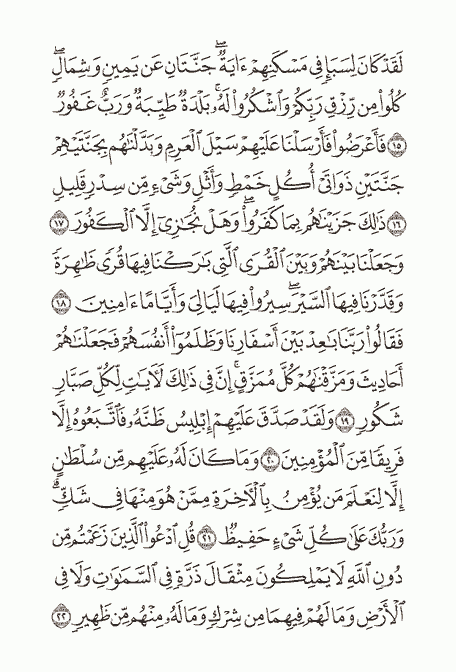 لَقَدْ كَانَ لِسَبَإٍ فِى مَسْكَنِهِمْ ءَايَةٌ ۖ جَنَّتَانِ عَن يَمِينٍ وَشِمَالٍ ۖ
كُلُوا۟ مِن رِّزْقِ رَبِّكُمْ وَٱشْكُرُوا۟ لَهُۥ ۚ بَلْدَةٌ طَيِّبَةٌ وَرَبٌّ غَفُورٌ
١٥ فَأَعْرَضُوا۟ فَأَرْسَلْنَا عَلَيْهِمْ سَيْلَ ٱلْعَرِمِ وَبَدَّلْنَٰهُم بِجَنَّتَيْهِمْ
جَنَّتَيْنِ ذَوَاتَىْ أُكُلٍ خَمْطٍ وَأَثْلٍ وَشَىْءٍ مِّن سِدْرٍ قَلِيلٍ
١٦ ذَٰلِكَ جَزَيْنَٰهُم بِمَا كَفَرُوا۟ ۖ وَهَلْ نُجَٰزِىٓ إِلَّا ٱلْكَفُورَ ١٧
وَجَعَلْنَا بَيْنَهُمْ وَبَيْنَ ٱلْقُرَى ٱلَّتِى بَٰرَكْنَا فِيهَا قُرًى ظَٰهِرَةً
وَقَدَّرْنَا فِيهَا ٱلسَّيْرَ ۖ سِيرُوا۟ فِيهَا لَيَالِىَ وَأَيَّامًا ءَامِنِينَ ١٨
فَقَالُوا۟ رَبَّنَا بَٰعِدْ بَيْنَ أَسْفَارِنَا وَظَلَمُوٓا۟ أَنفُسَهُمْ فَجَعَلْنَٰهُمْ
أَحَادِيثَ وَمَزَّقْنَٰهُمْ كُلَّ مُمَزَّقٍ ۚ إِنَّ فِى ذَٰلِكَ لَـَٔايَٰتٍ لِّكُلِّ صَبَّارٍ
شَكُورٍ ١٩ وَلَقَدْ صَدَّقَ عَلَيْهِمْ إِبْلِيسُ ظَنَّهُۥ فَٱتَّبَعُوهُ إِلَّا
فَرِيقًا مِّنَ ٱلْمُؤْمِنِينَ ٢٠ وَمَا كَانَ لَهُۥ عَلَيْهِم مِّن سُلْطَٰنٍ
إِلَّا لِنَعْلَمَ مَن يُؤْمِنُ بِٱلْـَٔاخِرَةِ مِمَّنْ هُوَ مِنْهَا فِى شَكٍّ ۗ
وَرَبُّكَ عَلَىٰ كُلِّ شَىْءٍ حَفِيظٌ ٢١ قُلِ ٱدْعُوا۟ ٱلَّذِينَ زَعَمْتُم مِّن
دُونِ ٱللَّهِ لَا يَمْلِكُونَ مِثْقَالَ ذَرَّةٍ فِى ٱلسَّمَٰوَٰتِ وَلَا فِى
ٱلْأَرْضِ وَمَا لَهُمْ فِيهِمَا مِن شِرْكٍ وَمَا لَهُۥ مِنْهُم مِّن ظَهِيرٍ ٢٢